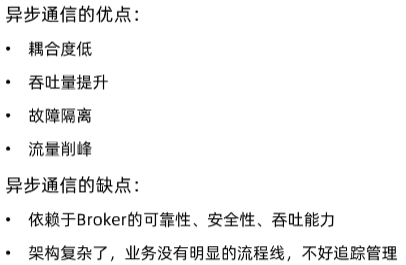 异步通信的优点：
• 耦合度低
• 吞吐量提升
• 故障隔离
• 流量削峰
异步通信的缺点：
• 依赖于Broker的可靠性、安全性、吞吐能力
• 架构复杂了，业务没有明显的流程线，不好追踪管理